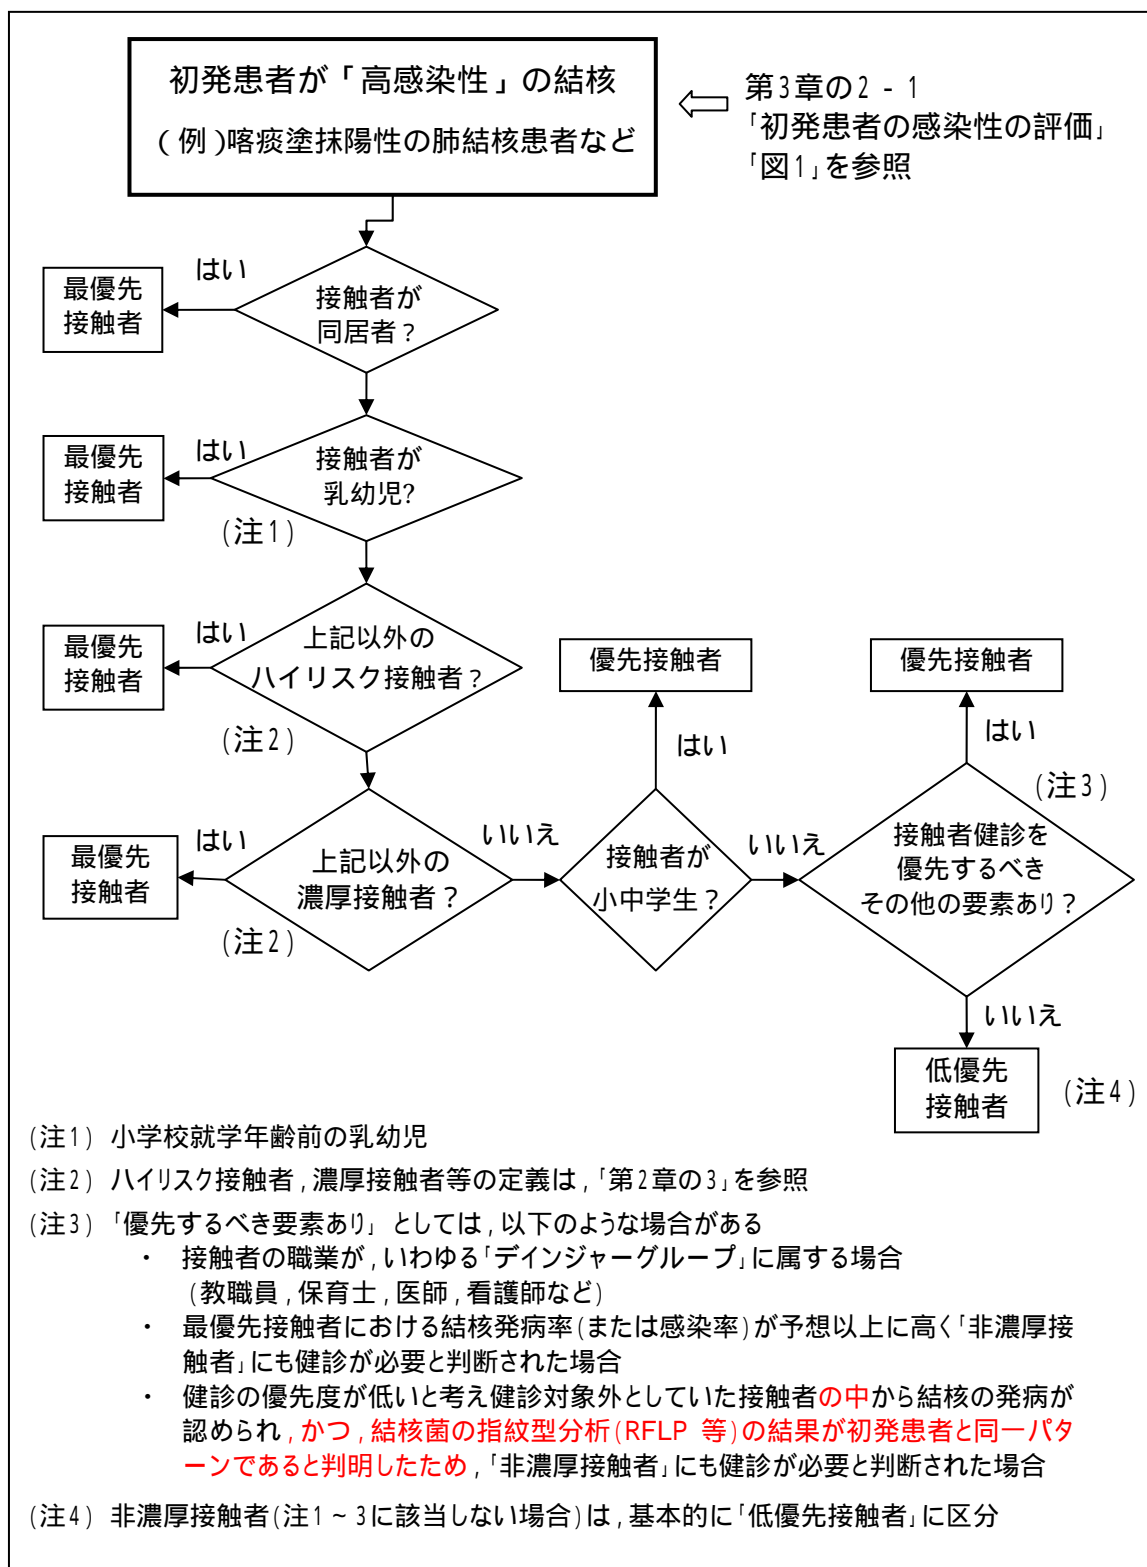 初発患者が「高感染性」の結核
(例)喀痰塗抹陽性の肺結核患者など
第3章の2-1
「初発患者の感染性の評価」
「図1」を参照
はい
最優先
接触者
接触者が
同居者?
はい
最優先
接触者
接触者が
乳幼児?
(注1)
はい
最優先
接触者
上記以外の
ハイリスク接触者?
(注2)
優先接触者
はい
優先接触者
はい
(注3)
はい
最優先
接触者
上記以外の
濃厚接触者?
(注2)
いいえ
接触者が
小中学生?
いいえ
接触者健診を
優先するべき
その他の要素あり?
いいえ
低優先
接触者
(注4)
(注1) 小学校就学年齢前の乳幼児
(注2) ハイリスク接触者,濃厚接触者等の定義は,「第2章の3」を参照
(注3) 「優先するべき要素あり」 としては,以下のような場合がある
・ 接触者の職業が,いわゆる「デインジャーグループ」に属する場合
(教職員,保育士,医師,看護師など)
・ 最優先接触者における結核発病率(または感染率)が予想以上に高く「非濃厚接
触者」にも健診が必要と判断された場合
・ 健診の優先度が低いと考え健診対象外としていた接触者の中から結核の発病が
認められ,かつ,結核菌の指紋型分析(RFLP 等)の結果が初発患者と同一パタ
ーンであると判明したため,「非濃厚接触者」にも健診が必要と判断された場合
(注4) 非濃厚接触者(注1~3に該当しない場合)は,基本的に「低優先接触者」に区分